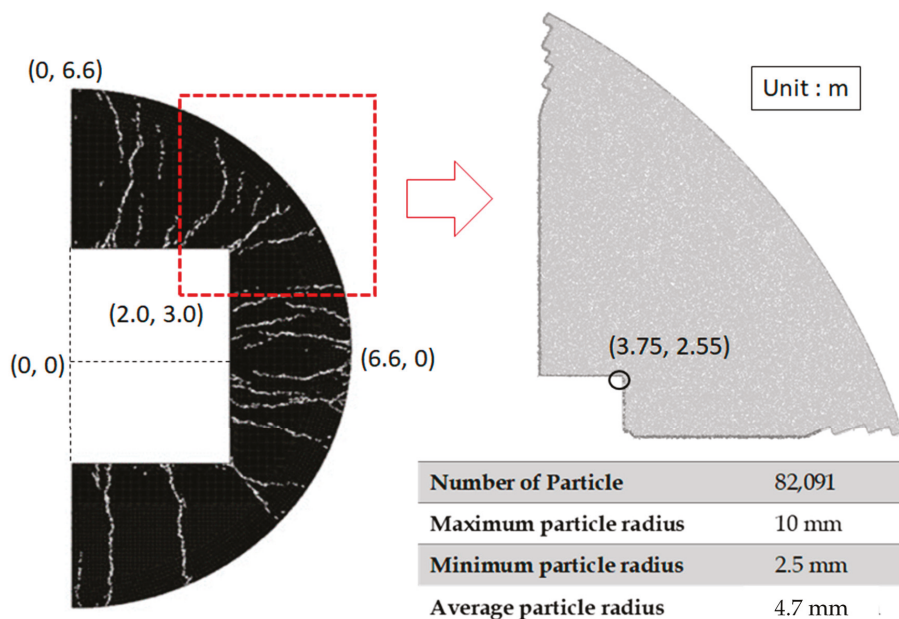 (0, 6.6)
Unit : m
(2.0, 3.0)
(0, 0)
(6.6, 0)
(3.75, 2.55)
Number of Particle 82,091
Maximum particle radius 10 mm
Minimum particle radius 2.5 mm
Average particle radius 4.7 mm